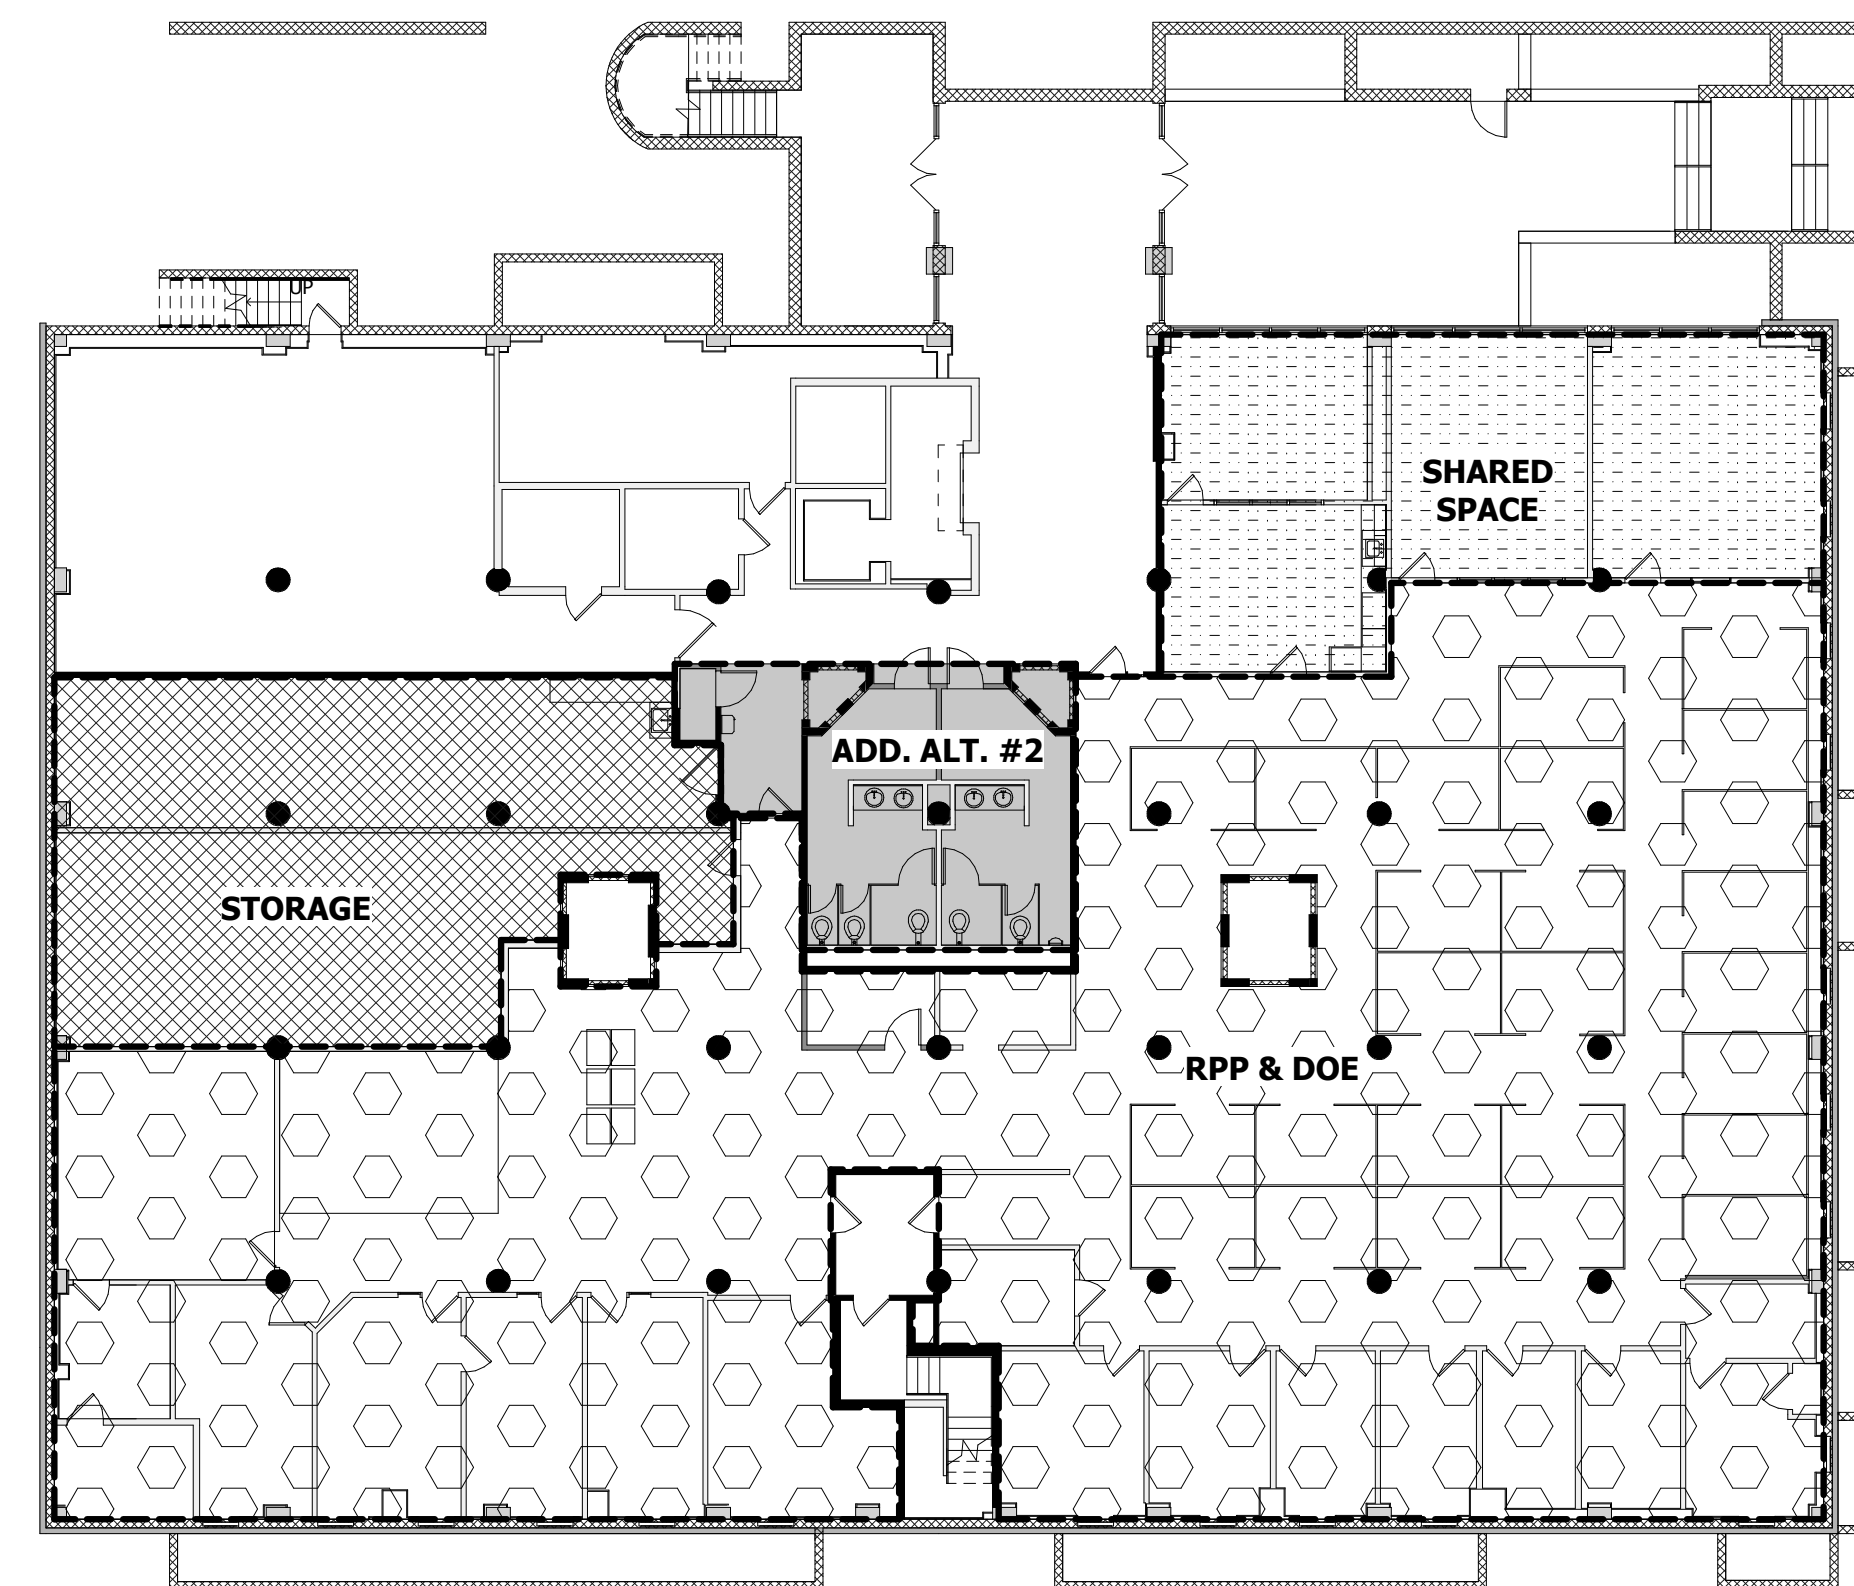 UP
SHARED
SPACE
ADD. ALT. #2
STORAGE
RPP & DOE